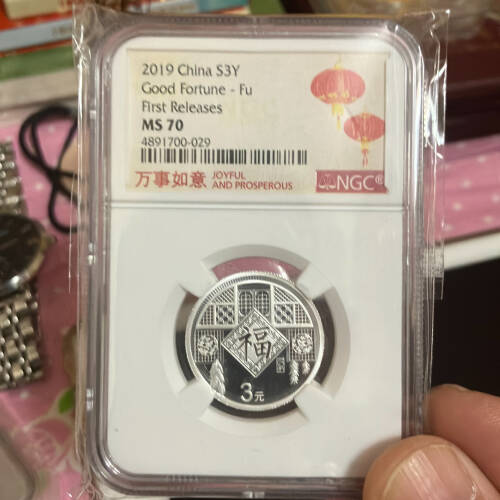 2019 China S3Y
Good Fortune - Fu
First Releases
MS 70
4891700-029
万事如意 JOYFUL AND PROSPEROUS
NGC®
福
3元